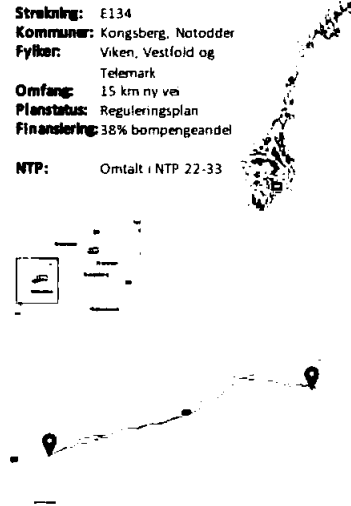 Strekning: E134
Kommuner: Kongsberg, Notodder
Fylker: Viken, Vestfold og
Telemark
Omfang: 15 km ny vei
Planstatus: Reguleringsplan
Finansiering: 38% bompengeandel
NTP: Omtalt i NTP 22-33